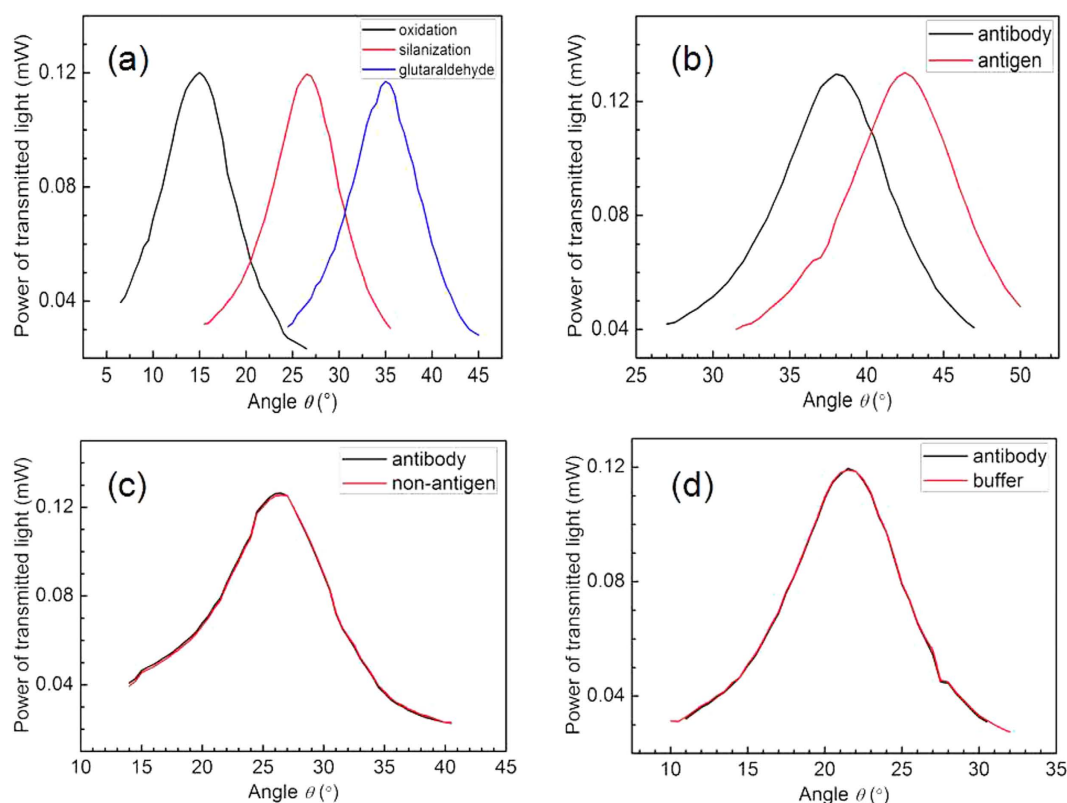 (a)
oxidation
silanization
glutaraldehyde
Power of transmitted light (mW)
0.12
0.08
0.04
5 10 15 20 25 30 35 40 45
Angle θ (°)
(b)
antibody
antigen
Power of transmitted light (mW)
0.12
0.08
0.04
25 30 35 40 45 50
Angle θ (°)
(c)
antibody
non-antigen
Power of transmitted light (mW)
0.12
0.08
0.04
10 15 20 25 30 35 40 45
Angle θ (°)
(d)
antibody
buffer
Power of transmitted light (mW)
0.12
0.08
0.04
10 15 20 25 30 35
Angle θ (°)